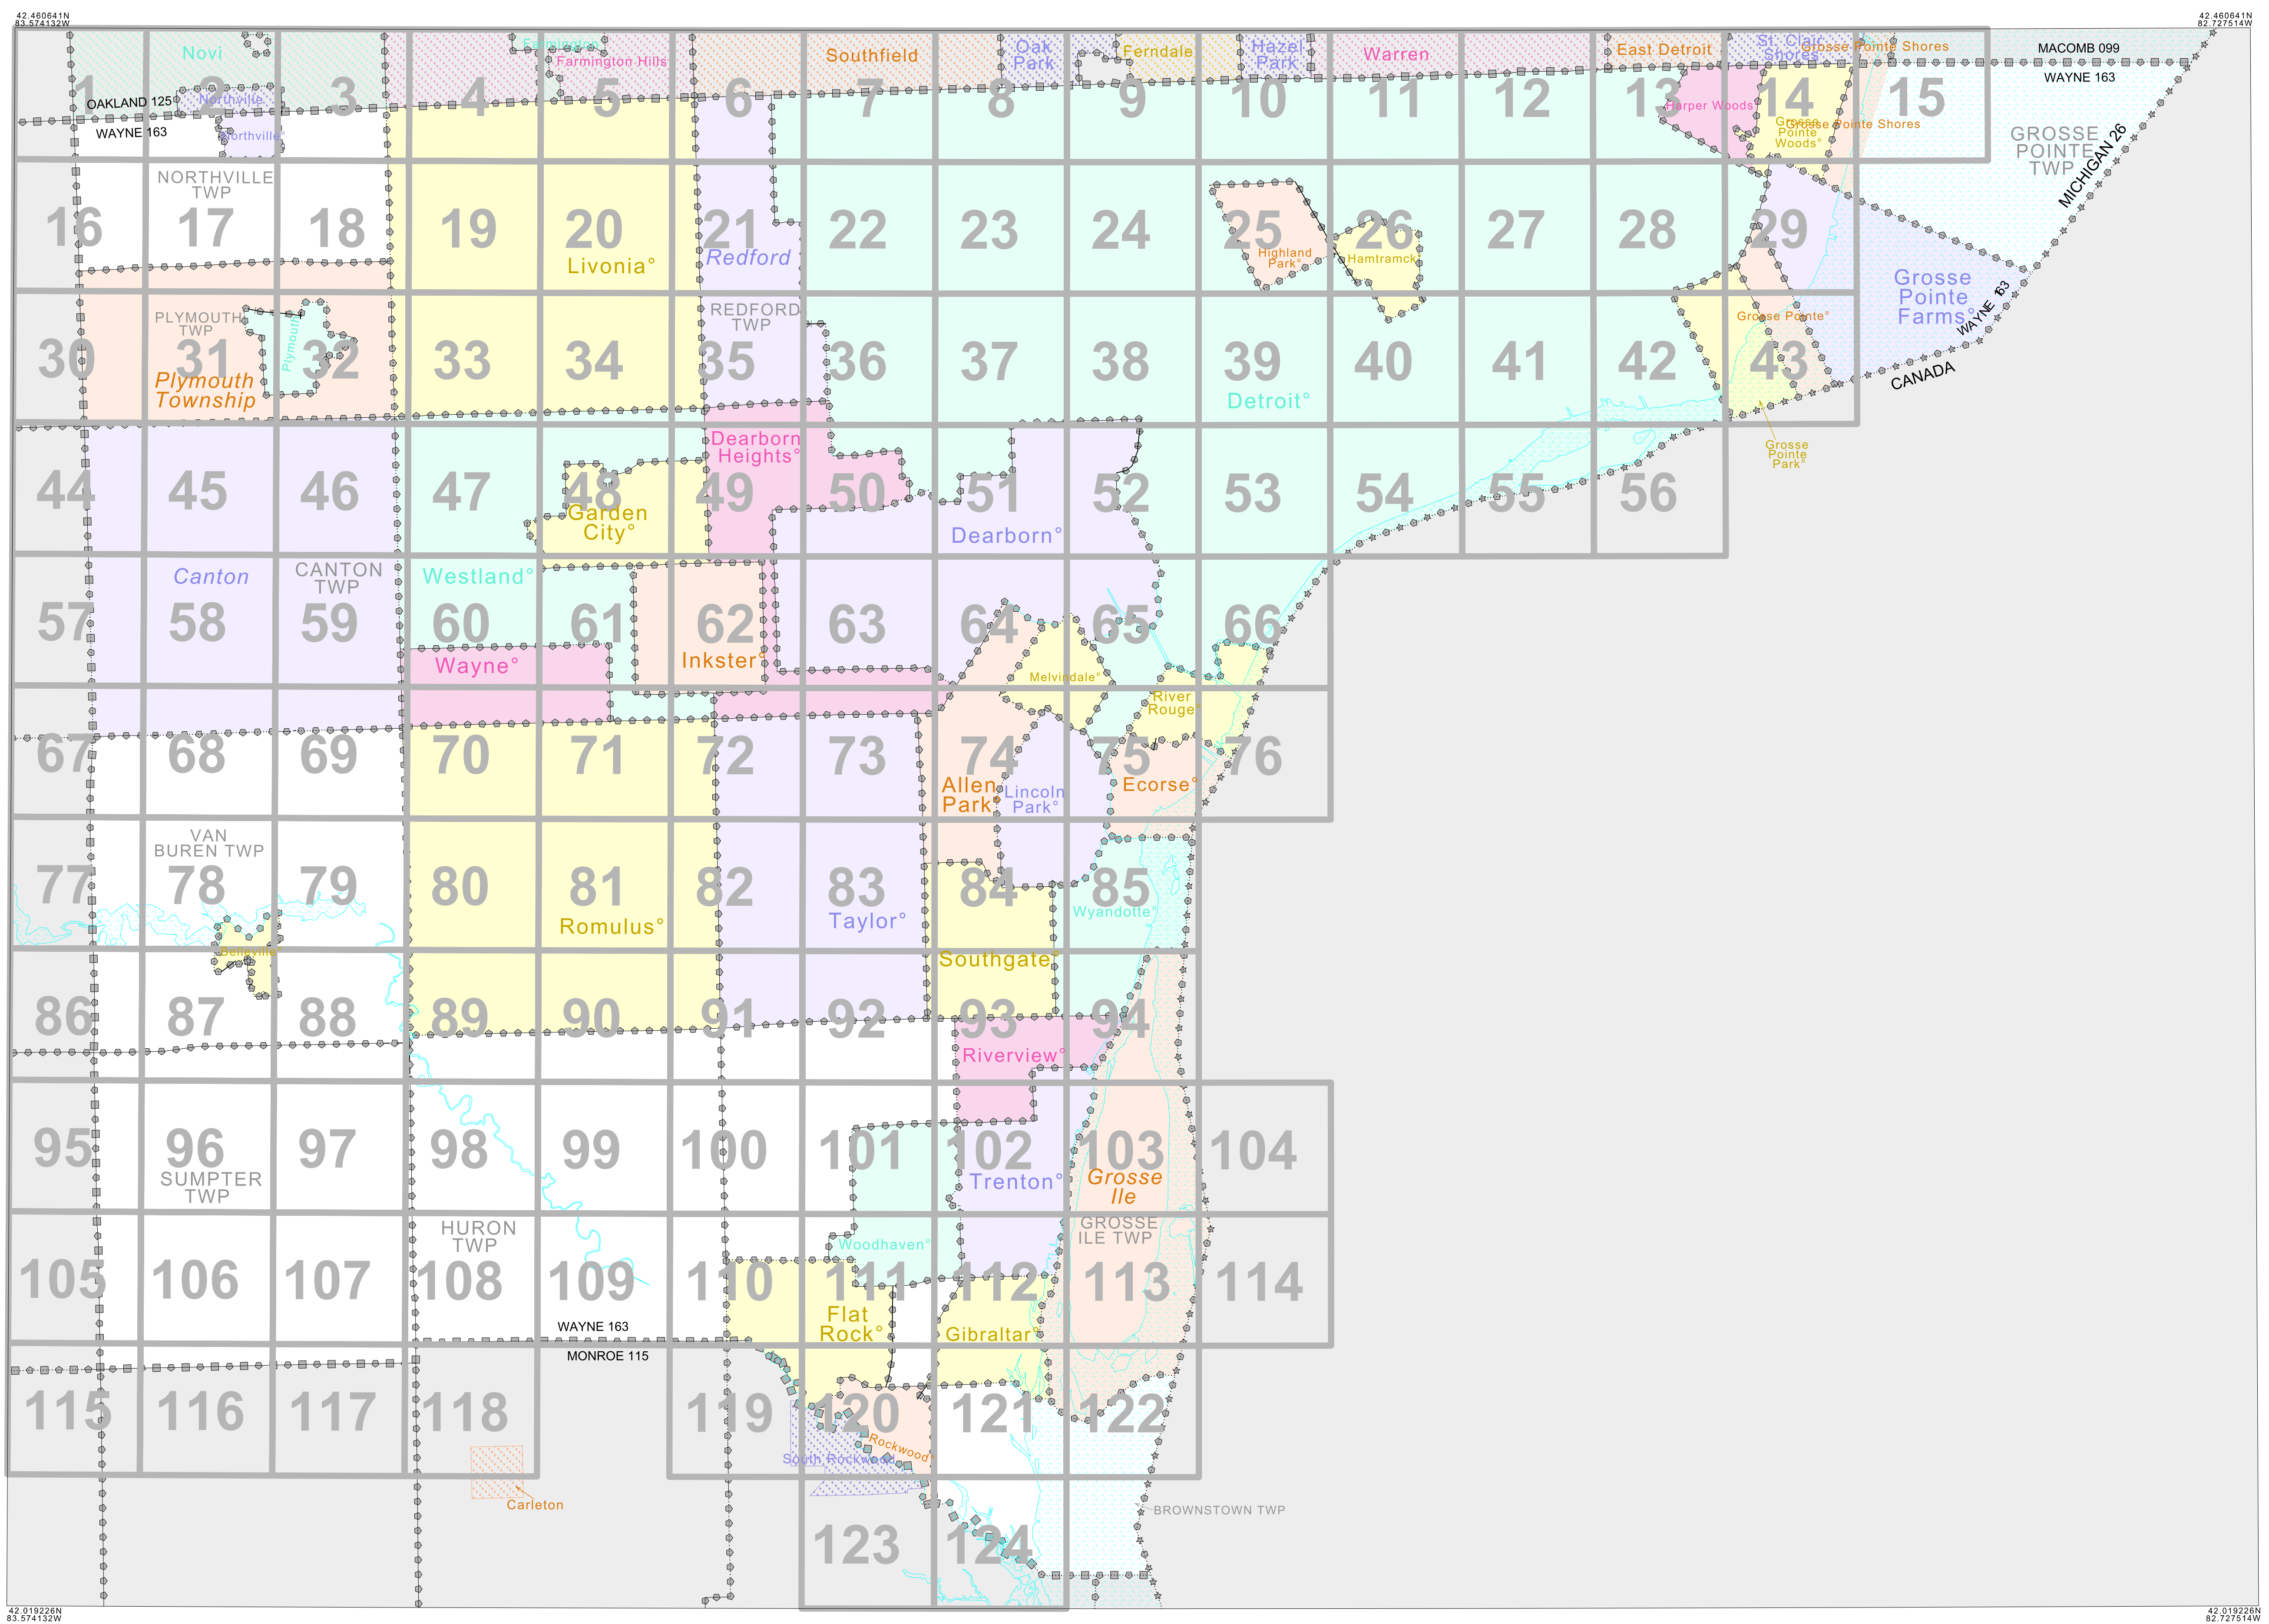 42.460641N
83.574132W
42.460641N
82.727514W
Novi
Farmington
Farmington Hills
Southfield
Oak
Park
Ferndale
Hazel
Park
Warren
East Detroit
St. Clair
Shores
Grosse Pointe Shores
MACOMB 099
WAYNE 163
OAKLAND 125
WAYNE 163
Northville
Northville°
1
2
3
4
5
6
7
8
9
10
11
12
13
14
15
Harper Woods
Grosse
Pointe
Woods°
Grosse Pointe Shores
GROSSE
POINTE
TWP
MICHIGAN 26
NORTHVILLE
TWP
16
17
18
19
20
21
22
23
24
25
26
27
28
29
Livonia°
Redford
Highland
Park°
Hamtramck°
Grosse
Pointe
Farms°
WAYNE 163
CANADA
PLYMOUTH
TWP
Plymouth
REDFORD
TWP
Grosse Pointe°
30
31
32
33
34
35
36
37
38
39
40
41
42
43
Plymouth
Township
Detroit°
Grosse
Pointe
Park°
Dearborn
Heights°
44
45
46
47
48
49
50
51
52
53
54
55
56
Garden
City°
Dearborn°
Canton
CANTON
TWP
Westland°
57
58
59
60
61
62
63
64
65
66
Wayne°
Inkster°
Melvindale°
River
Rouge°
67
68
69
70
71
72
73
74
75
76
Allen
Park°
Lincoln
Park°
Ecorse°
VAN
BUREN TWP
77
78
79
80
81
82
83
84
85
Romulus°
Taylor°
Wyandotte°
Belleville°
Southgate°
86
87
88
89
90
91
92
93
94
Riverview°
95
96
97
98
99
100
101
102
103
104
SUMPTER
TWP
Trenton°
Grosse
Ile
HURON
TWP
Woodhaven°
GROSSE
ILE TWP
105
106
107
108
109
110
111
112
113
114
Flat
Rock°
Gibraltar°
WAYNE 163
MONROE 115
115
116
117
118
119
120
121
122
Rockwood°
South Rockwood
Carleton
BROWNSTOWN TWP
123
124
42.019226N
83.574132W
42.019226N
82.727514W